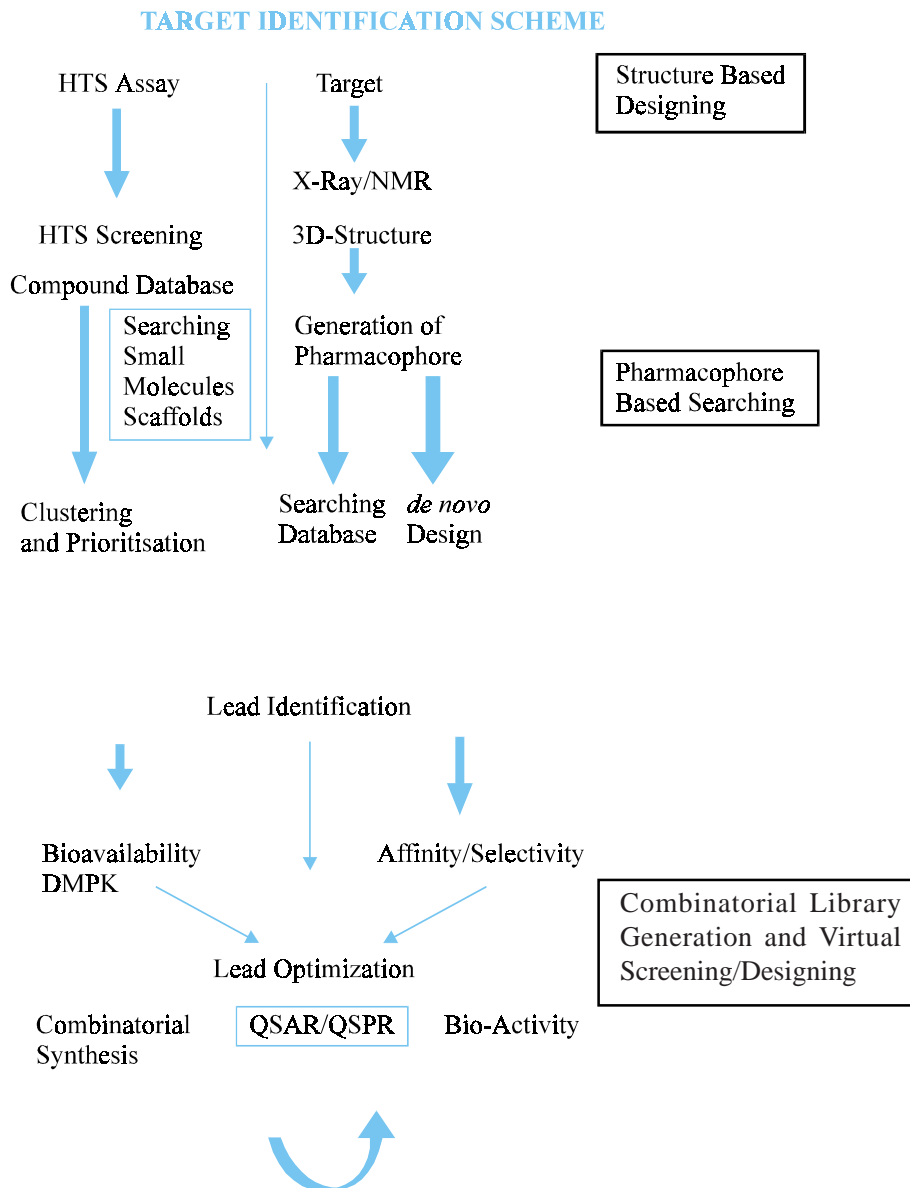 TARGET IDENTIFICATION SCHEME
HTS Assay
Target
Structure Based
Designing
X-Ray/NMR
HTS Screening
3D-Structure
Compound Database
Searching
Small
Molecules
Scaffolds
Generation of
Pharmacophore
Pharmacophore
Based Searching
Clustering
and Prioritisation
Searching
Database
de novo
Design
Lead Identification
Bioavailability
DMPK
Affinity/Selectivity
Combinatorial Library
Generation and Virtual
Screening/Designing
Lead Optimization
Combinatorial
Synthesis
QSAR/QSPR
Bio-Activity